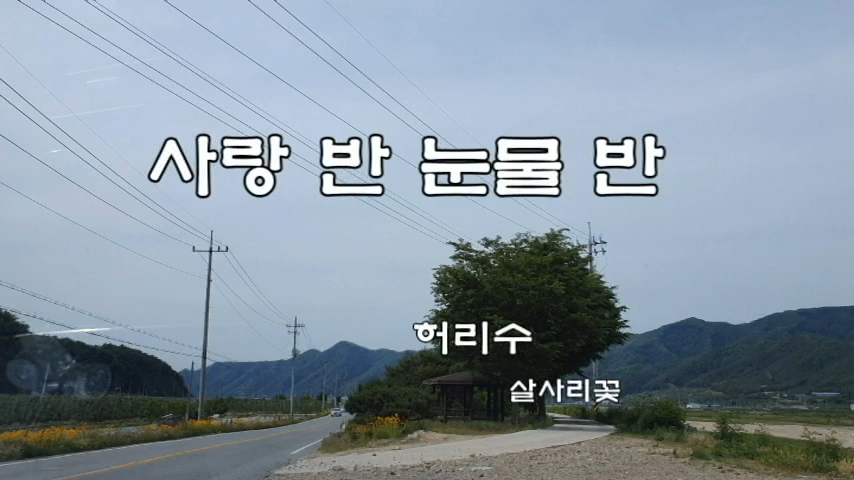 사랑 반 눈물 반
허리수
살사리꽃